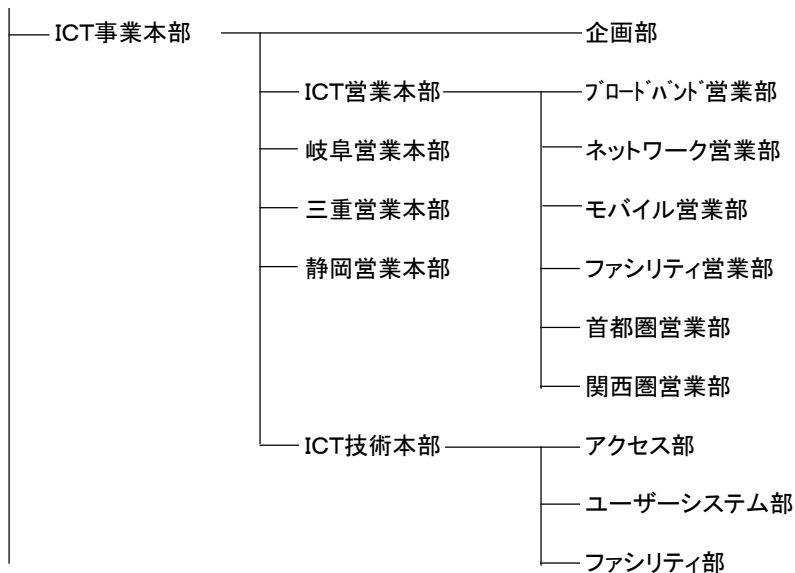 ICT事業本部 企画部
ICT営業本部 ﾌﾞﾛｰﾄﾞﾊﾞﾝﾄﾞ営業部
岐阜営業本部 ネットワーク営業部
三重営業本部 モバイル営業部
静岡営業本部 ファシリティ営業部
首都圏営業部
関西圏営業部
ICT技術本部 アクセス部
ユーザーシステム部
ファシリティ部